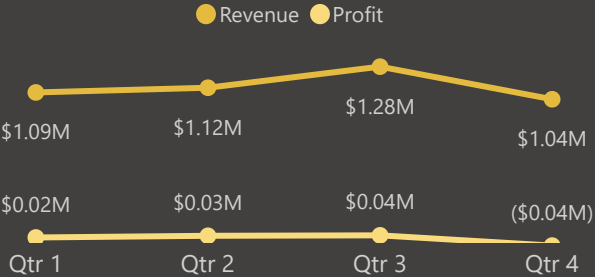 Revenue Profit
$1.09M $1.12M $1.28M $1.04M
$0.02M $0.03M $0.04M ($0.04M)
Qtr 1 Qtr 2 Qtr 3 Qtr 4